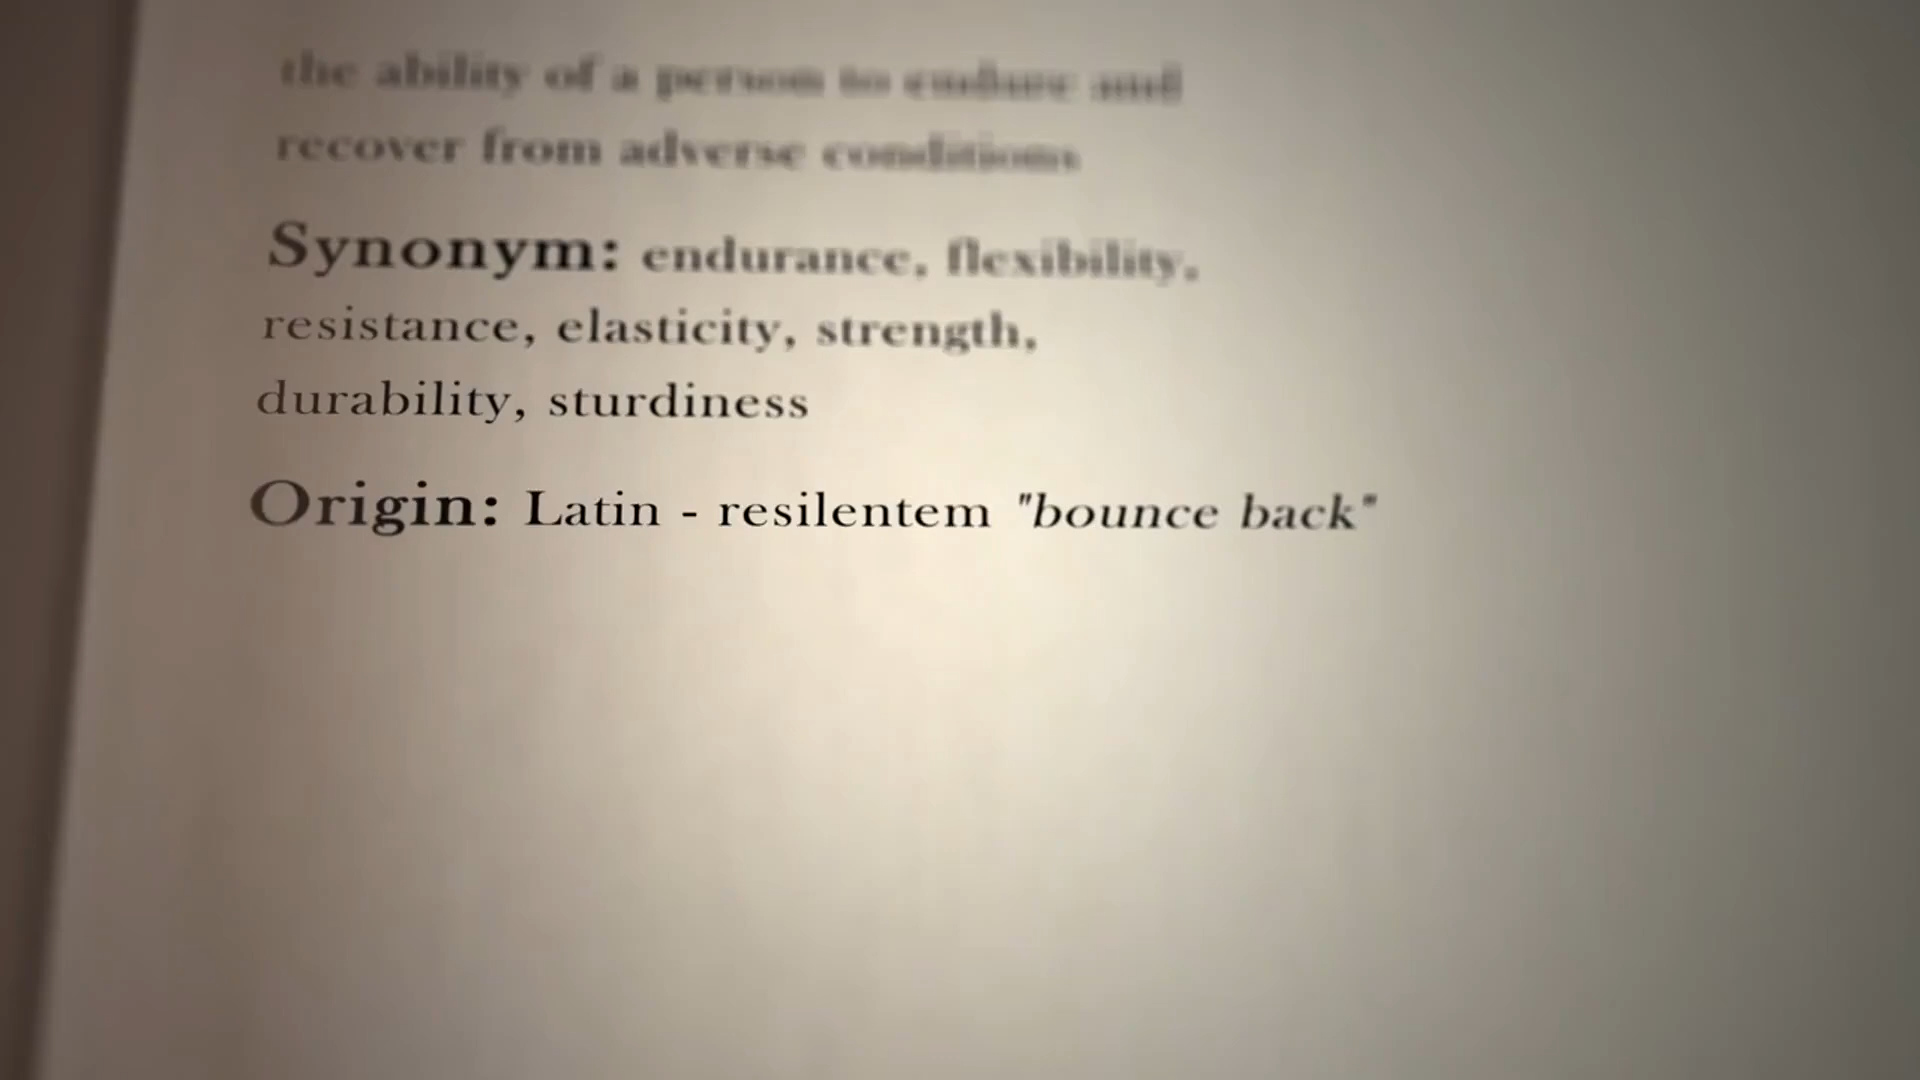 the ability of a person to endure and
recover from adverse conditions
Synonym: endurance, flexibility,
resistance, elasticity, strength,
durability, sturdiness
Origin: Latin - resilentem "bounce back"